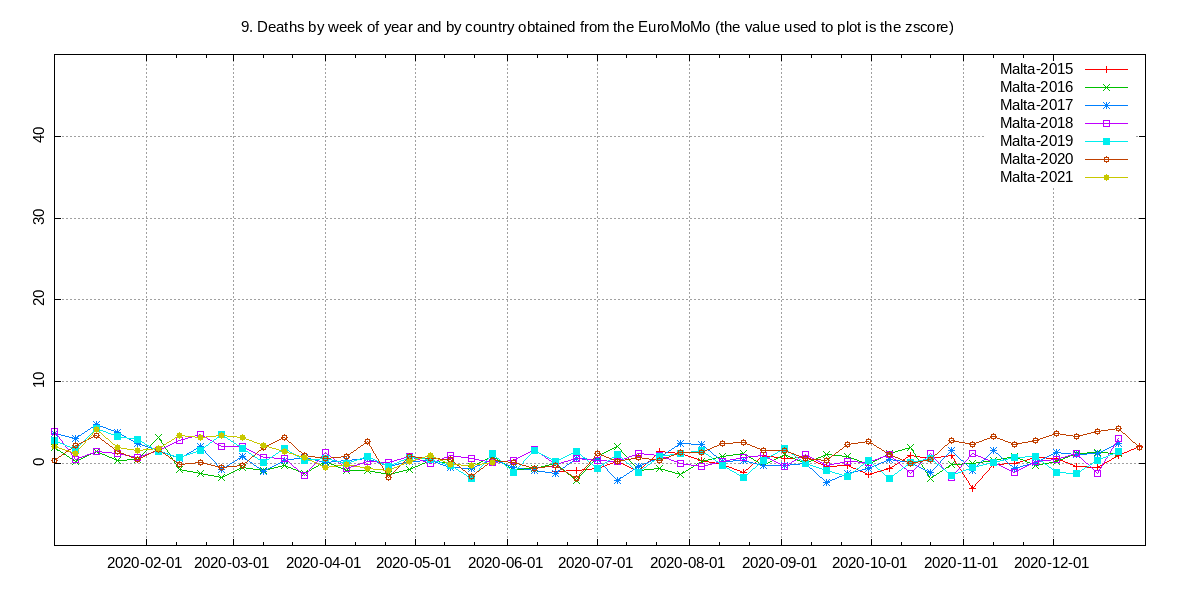 9. Deaths by week of year and by country obtained from the EuroMoMo (the value used to plot is the zscore)
Malta-2015
Malta-2016
Malta-2017
Malta-2018
Malta-2019
Malta-2020
Malta-2021
40
30
20
10
0
2020-02-01 2020-03-01 2020-04-01 2020-05-01 2020-06-01 2020-07-01 2020-08-01 2020-09-01 2020-10-01 2020-11-01 2020-12-01